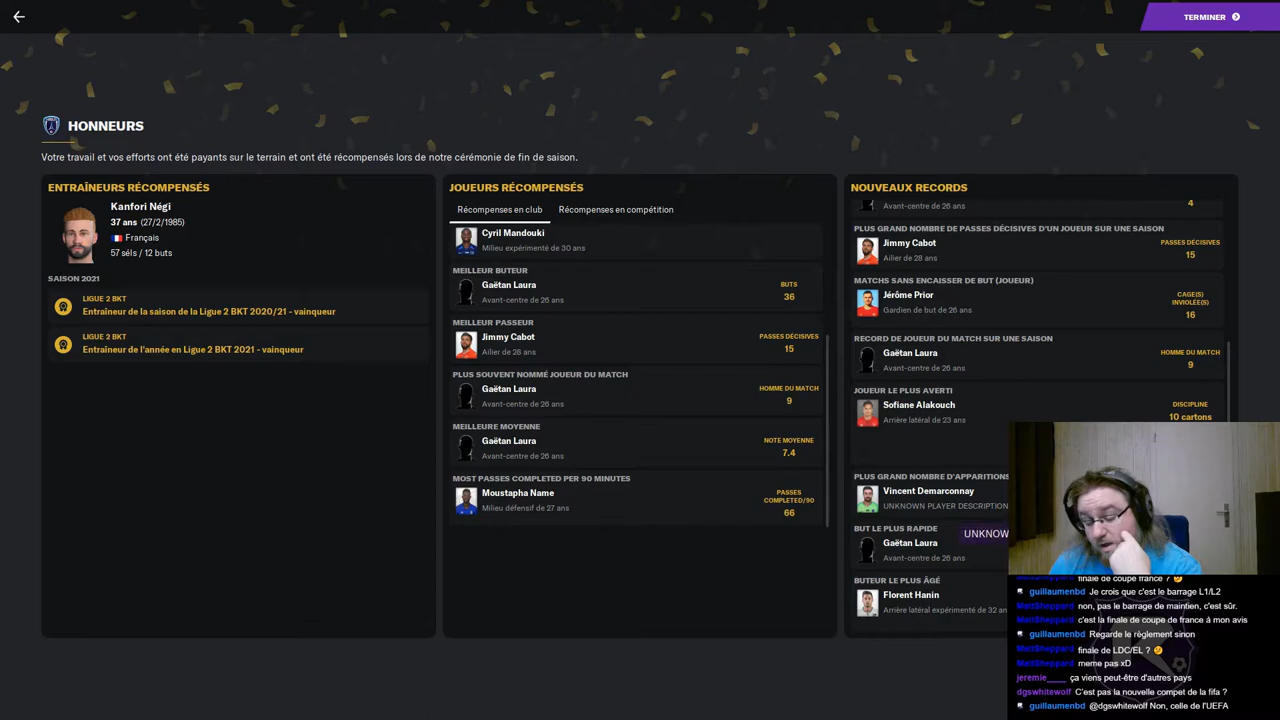 TERMINER
HONNEURS
Votre travail et vos efforts ont été payants sur le terrain et ont été récompensés lors de notre cérémonie de fin de saison.
ENTRAÎNEURS RÉCOMPENSÉS
Kanfori Négi
37 ans (27/2/1985)
Français
57 séls / 12 buts
SAISON 2021
LIGUE 2 BKT
Entraîneur de la saison de la Ligue 2 BKT 2020/21 - vainqueur
LIGUE 2 BKT
Entraîneur de l'année en Ligue 2 BKT 2021 - vainqueur
JOUEURS RÉCOMPENSÉS
Récompenses en club Récompenses en compétition
Cyril Mandouki
Milieu expérimenté de 30 ans
MEILLEUR BUTEUR
Gaëtan Laura BUTS
Avant-centre de 26 ans 36
MEILLEUR PASSEUR
Jimmy Cabot PASSES DÉCISIVES
Ailier de 28 ans 15
PLUS SOUVENT NOMMÉ JOUEUR DU MATCH
Gaëtan Laura HOMME DU MATCH
Avant-centre de 26 ans 9
MEILLEURE MOYENNE
Gaëtan Laura NOTE MOYENNE
Avant-centre de 26 ans 7.4
MOST PASSES COMPLETED PER 90 MINUTES
Moustapha Name PASSES COMPLETED/90
Milieu défensif de 27 ans 66
NOUVEAUX RECORDS
Avant-centre de 26 ans 4
PLUS GRAND NOMBRE DE PASSES DÉCISIVES D'UN JOUEUR SUR UNE SAISON
Jimmy Cabot PASSES DÉCISIVES
Ailier de 28 ans 15
MATCHS SANS ENCAISSER DE BUT (JOUEUR)
Jérôme Prior CAGE(S) INVIOLÉE(S)
Gardien de but de 26 ans 16
RECORD DE JOUEUR DU MATCH SUR UNE SAISON
Gaëtan Laura HOMME DU MATCH
Avant-centre de 26 ans 9
JOUEUR LE PLUS AVERTI
Sofiane Alakouch DISCIPLINE
Arrière latéral de 23 ans 10 cartons
PLUS GRAND NOMBRE D'APPARITIONS
Vincent Demarconnay
UNKNOWN PLAYER DESCRIPTION
BUT LE PLUS RAPIDE UNKNOW
Gaëtan Laura
Avant-centre de 26 ans
BUTEUR LE PLUS ÂGÉ
Florent Hanin
Arrière latéral expérimenté de 32 an
finale de coupe france ? 🤔
guillaumenbd Je crois que c'est le barrage L1/L2
MattSheppard non, pas le barrage de maintien, c'est sûr.
MattSheppard c'est la finale de coupe de france à mon avis
guillaumenbd Regarde le règlement sinon
MattSheppard finale de LDC/EL ? 🤔
MattSheppard meme pas xD
jeremie____ ça viens peut-être d'autres pays
dgswhitewolf C'est pas la nouvelle compet de la fifa ?
guillaumenbd @dgswhitewolf Non, celle de l'UEFA